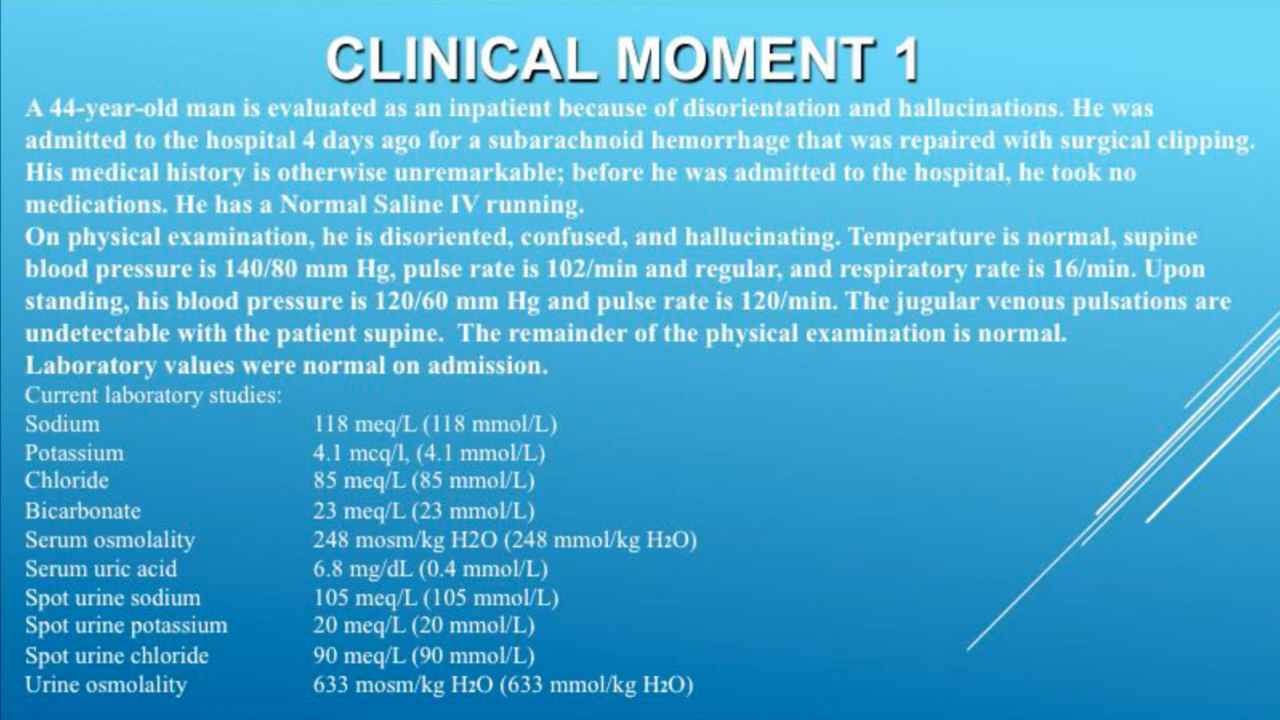 CLINICAL MOMENT 1
A 44-year-old man is evaluated as an inpatient because of disorientation and hallucinations. He was
admitted to the hospital 4 days ago for a subarachnoid hemorrhage that was repaired with surgical clipping.
His medical history is otherwise unremarkable; before he was admitted to the hospital, he took no
medications. He has a Normal Saline IV running.
On physical examination, he is disoriented, confused, and hallucinating. Temperature is normal, supine
blood pressure is 140/80 mm Hg, pulse rate is 102/min and regular, and respiratory rate is 16/min. Upon
standing, his blood pressure is 120/60 mm Hg and pulse rate is 120/min. The jugular venous pulsations are
undetectable with the patient supine. The remainder of the physical examination is normal.
Laboratory values were normal on admission.
Current laboratory studies:
Sodium 118 meq/L (118 mmol/L)
Potassium 4.1 mcq/l, (4.1 mmol/L)
Chloride 85 meq/L (85 mmol/L)
Bicarbonate 23 meq/L (23 mmol/L)
Serum osmolality 248 mosm/kg H2O (248 mmol/kg H2O)
Serum uric acid 6.8 mg/dL (0.4 mmol/L)
Spot urine sodium 105 meq/L (105 mmol/L)
Spot urine potassium 20 meq/L (20 mmol/L)
Spot urine chloride 90 meq/L (90 mmol/L)
Urine osmolality 633 mosm/kg H2O (633 mmol/kg H2O)